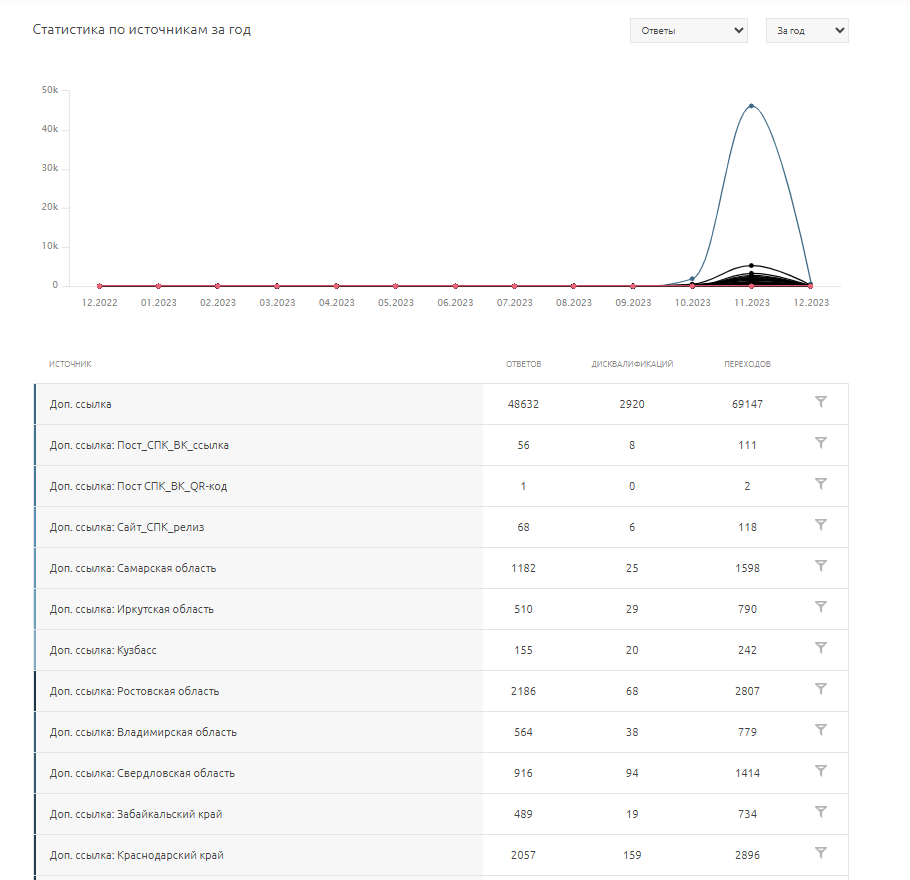 Статистика по источникам за год
Ответы
За год
50k
40k
30k
20k
10k
0
12.2022 01.2023 02.2023 03.2023 04.2023 05.2023 06.2023 07.2023 08.2023 09.2023 10.2023 11.2023 12.2023
ИСТОЧНИК ОТВЕТОВ ДИСКВАЛИФИКАЦИЙ ПЕРЕХОДОВ
Доп. ссылка 48632 2920 69147
Доп. ссылка: Пост_СПК_ВК_ссылка 56 8 111
Доп. ссылка: Пост СПК_ВК_QR-код 1 0 2
Доп. ссылка: Сайт_СПК_релиз 68 6 118
Доп. ссылка: Самарская область 1182 25 1598
Доп. ссылка: Иркутская область 510 29 790
Доп. ссылка: Кузбасс 155 20 242
Доп. ссылка: Ростовская область 2186 68 2807
Доп. ссылка: Владимирская область 564 38 779
Доп. ссылка: Свердловская область 916 94 1414
Доп. ссылка: Забайкальский край 489 19 734
Доп. ссылка: Краснодарский край 2057 159 2896